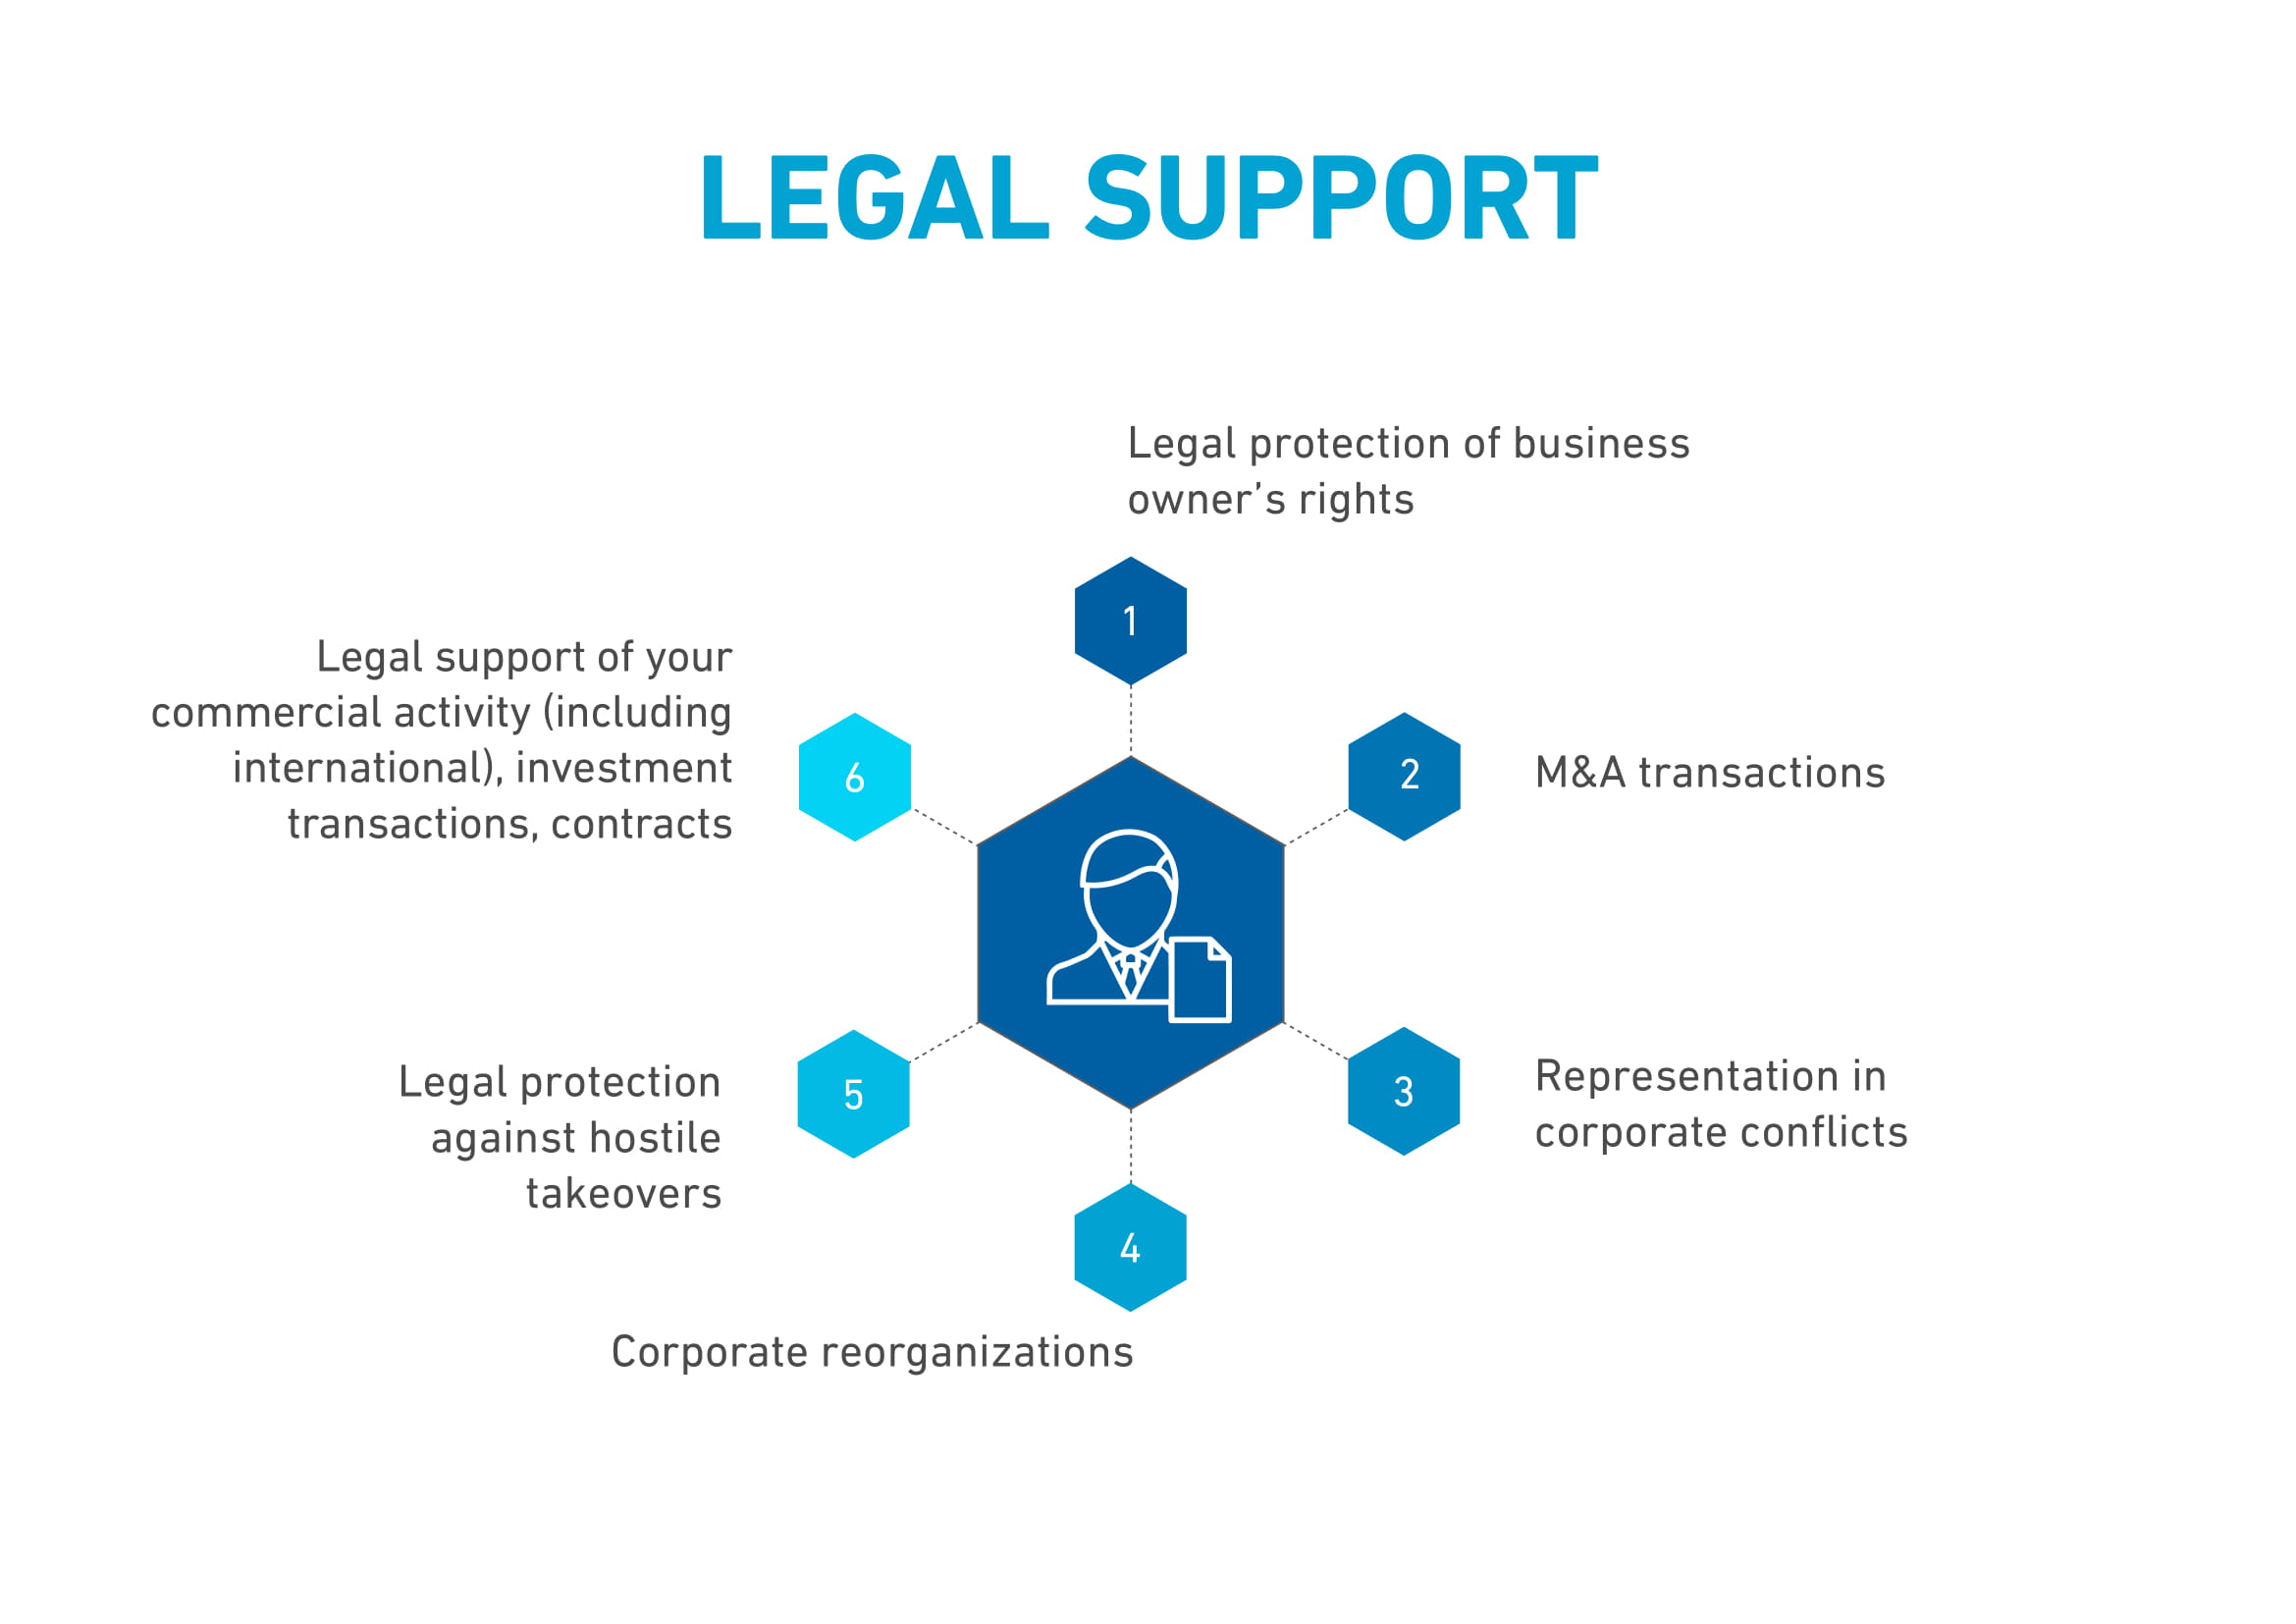 LEGAL SUPPORT
Legal protection of business
owner’s rights
1
2
M&A transactions
3
Representation in
corporate conflicts
4
Corporate reorganizations
5
Legal protection
against hostile
takeovers
6
Legal support of your
commercial activity (including
international), investment
transactions, contracts